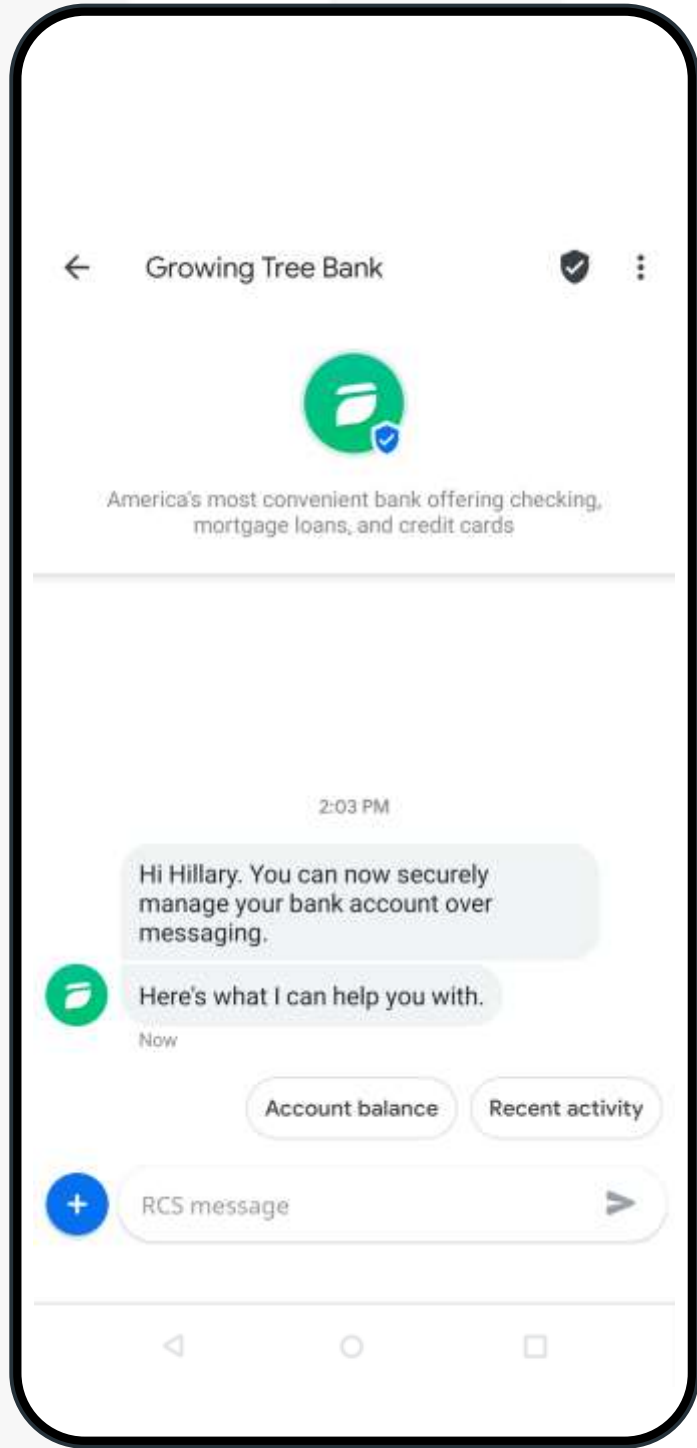 Growing Tree Bank
America's most convenient bank offering checking,
mortgage loans, and credit cards
2:03 PM
Hi Hillary. You can now securely
manage your bank account over
messaging.
Here's what I can help you with.
Now
Account balance
Recent activity
RCS message